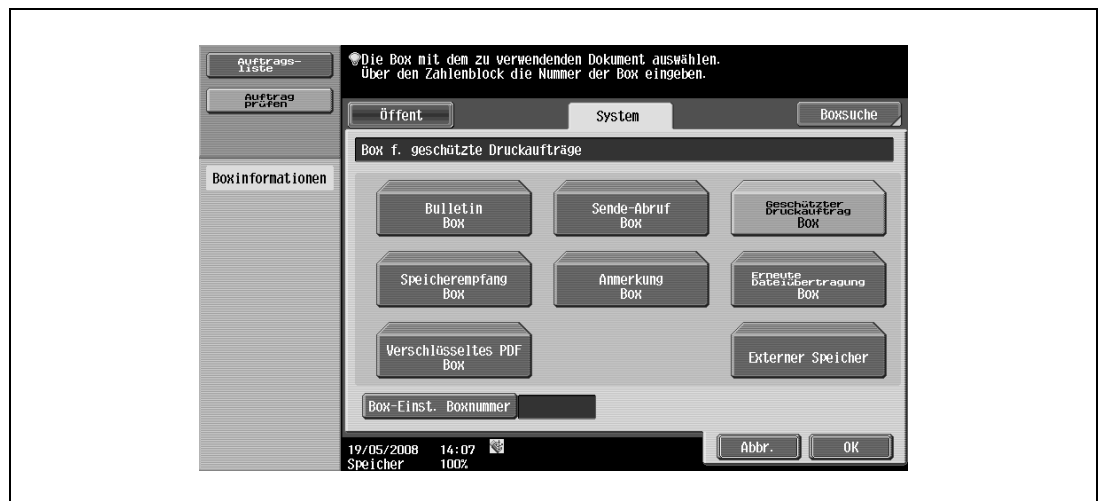 Auftrags-
liste
Auftrag
prüfen
Boxinformationen
Die Box mit dem zu verwendenden Dokument auswählen.
Über den Zahlenblock die Nummer der Box eingeben.
Öffent
System
Boxsuche
Box f. geschützte Druckaufträge
Bulletin
Box
Sende-Abruf
Box
Geschützter
Druckauftrag
Box
Speicherempfang
Box
Anmerkung
Box
Erneute
Dateiübertragung
Box
Verschlüsseltes PDF
Box
Externer Speicher
Box-Einst. Boxnummer
19/05/2008 14:07
Speicher 100%
Abbr.
OK